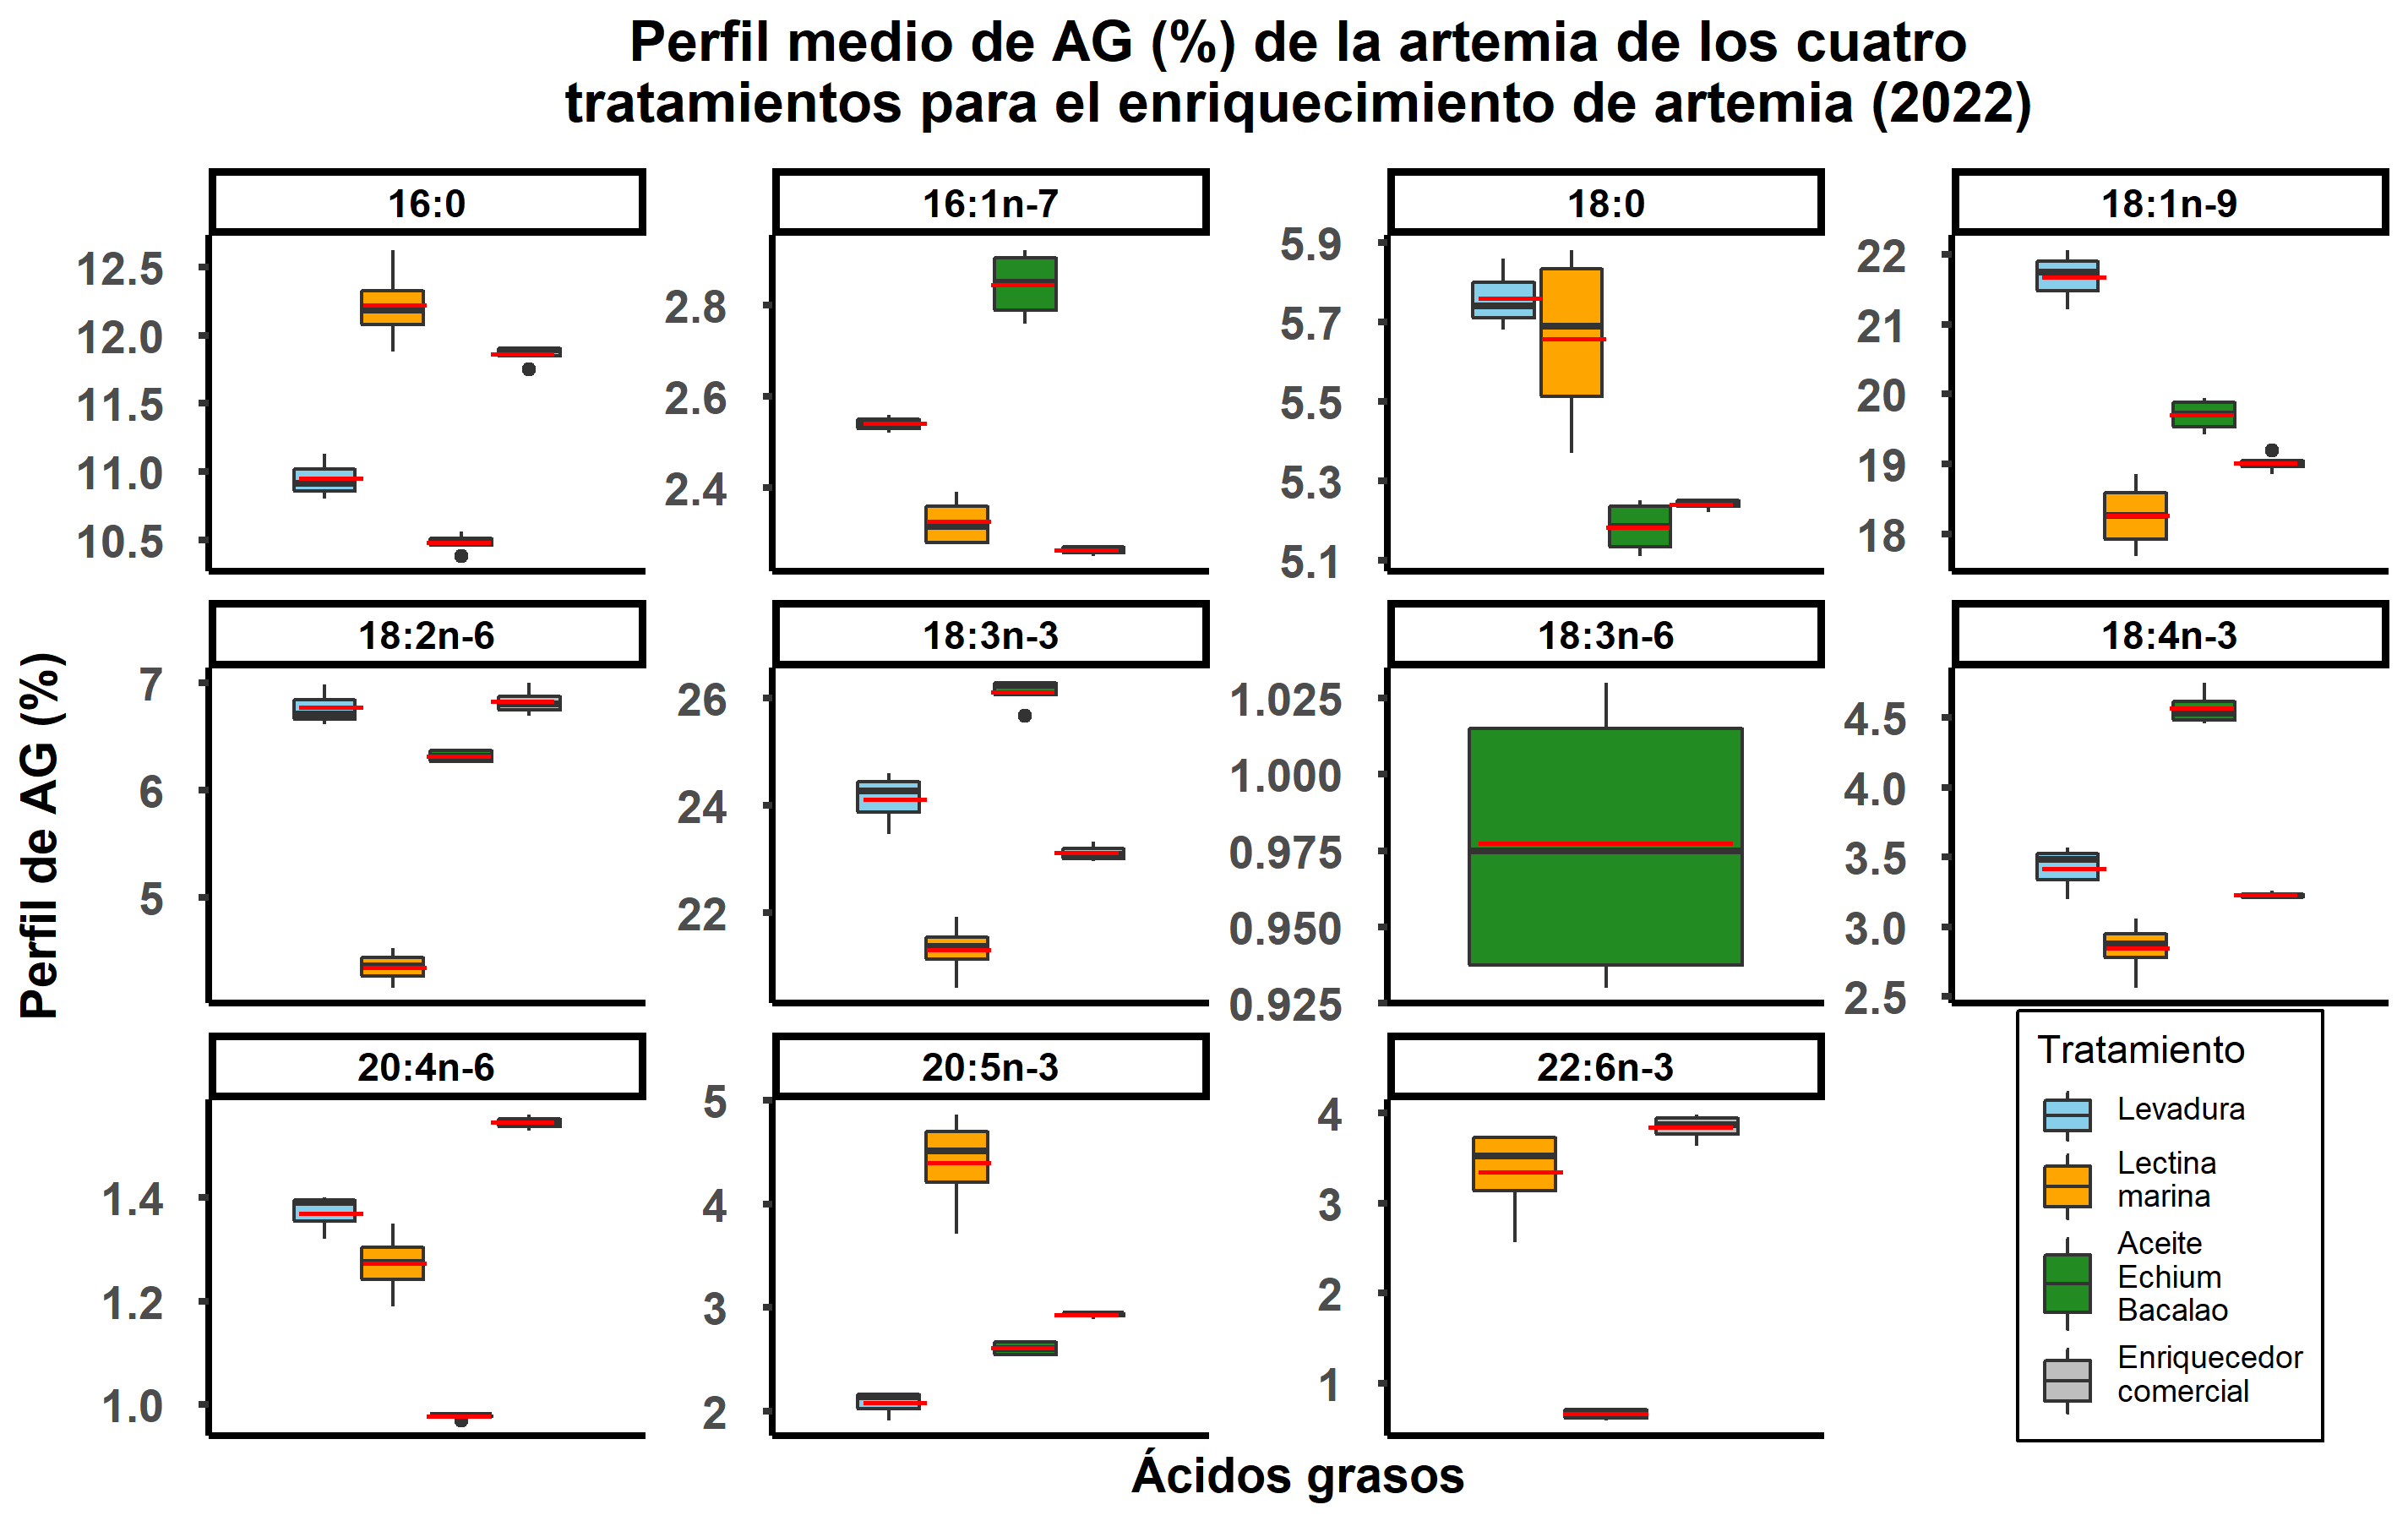 Perfil medio de AG (%) de la artemia de los cuatro
tratamientos para el enriquecimiento de artemia (2022)
Perfil de AG (%)
16:0
12.5
12.0
11.5
11.0
10.5
16:1n-7
2.8
2.6
2.4
18:0
5.9
5.7
5.5
5.3
5.1
18:1n-9
22
21
20
19
18
18:2n-6
7
6
5
18:3n-3
26
24
22
18:3n-6
1.025
1.000
0.975
0.950
0.925
18:4n-3
4.5
4.0
3.5
3.0
2.5
20:4n-6
1.4
1.2
1.0
20:5n-3
5
4
3
2
22:6n-3
4
3
2
1
Tratamiento
Levadura
Lectina
marina
Aceite
Echium
Bacalao
Enriquecedor
comercial
Ácidos grasos